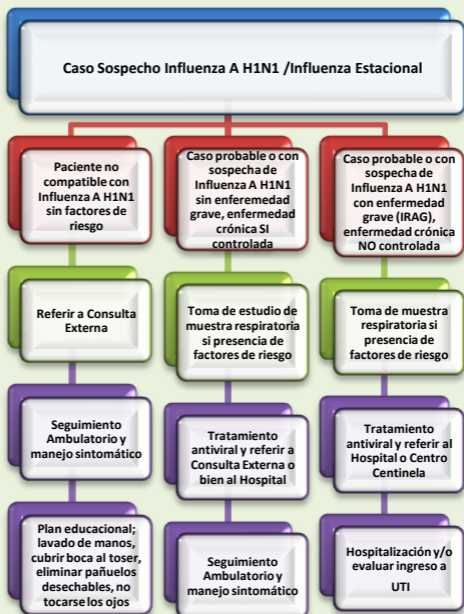 Caso Sospecho Influenza A H1N1 /Influenza Estacional
Paciente no
compatible con
Influenza A H1N1
sin factores de
riesgo
Referir a Consulta
Externa
Seguimiento
Ambulatorio y
manejo sintomático
Plan educacional;
lavado de manos,
cubrir boca al toser,
eliminar pañuelos
desechables, no
tocarse los ojos
Caso probable o con
sospecha de
Influenza A H1N1
sin enferemedad
grave, enfermedad
crónica SI
controlada
Toma de estudio de
muestra respiratoria
si presencia de
factores de riesgo
Tratamiento
antiviral y referir a
Consulta Externa o
bien al Hospital
Seguimiento
Ambulatorio y
manejo sintomático
Caso probable o con
sospecha de
Influenza A H1N1
con enfermedad
grave (IRAG),
enfermedad crónica
NO controlada
Toma de muestra
respiratoria si
presencia de
factores de riesgo
Tratamiento
antiviral y referir al
Hospital o Centro
Centinela
Hospitalización y/o
evaluar ingreso a
UTI